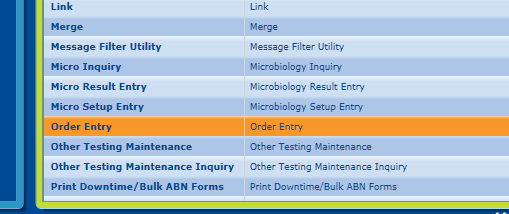 Link Link
Merge Merge
Message Filter Utility Message Filter Utility
Micro Inquiry Microbiology Inquiry
Micro Result Entry Microbiology Result Entry
Micro Setup Entry Microbiology Setup Entry
Order Entry Order Entry
Other Testing Maintenance Other Testing Maintenance
Other Testing Maintenance Inquiry Other Testing Maintenance Inquiry
Print Downtime/Bulk ABN Forms Print Downtime/Bulk ABN Forms